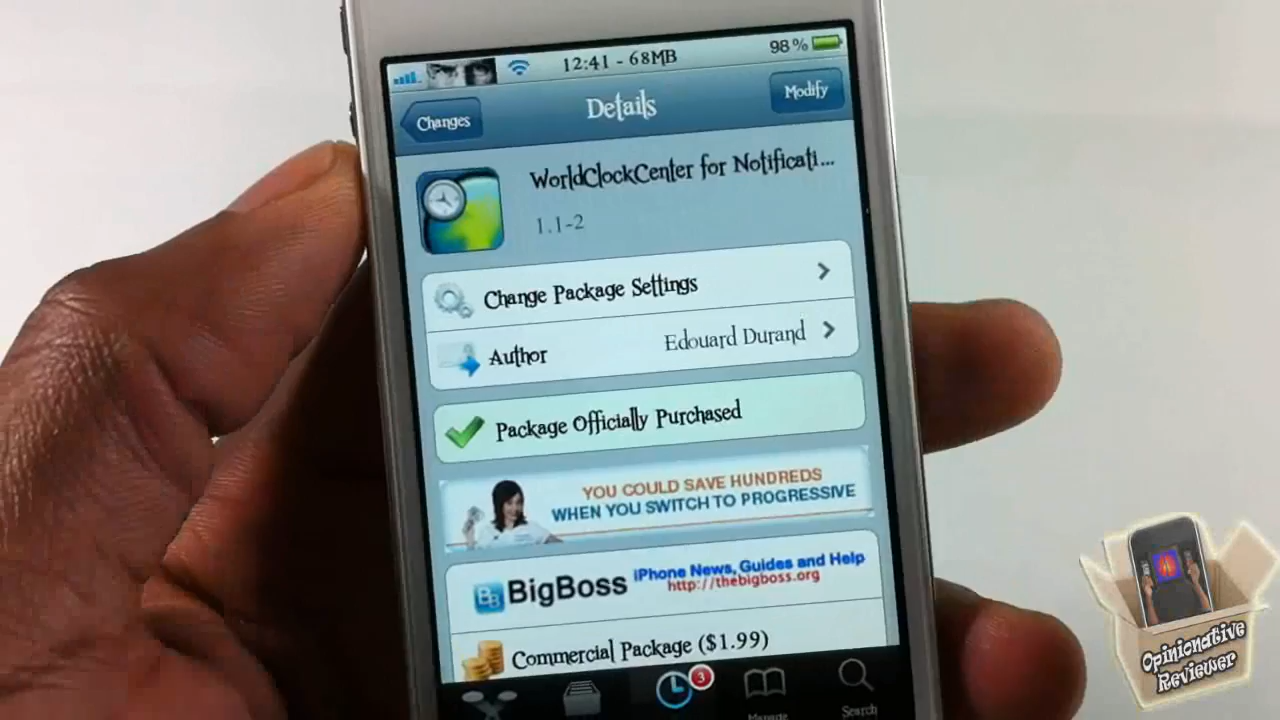 12:41 - 68MB
98%
Changes
Details
Modify
WorldClockCenter for Notificati...
1.1-2
Change Package Settings
Author
Edouard Durand
Package Officially Purchased
YOU COULD SAVE HUNDREDS
WHEN YOU SWITCH TO PROGRESSIVE
BB
BigBoss
iPhone News, Guides and Help
http://thebigboss.org
Commercial Package ($1.99)
3
Manage
Search
Opinionative
Reviewer